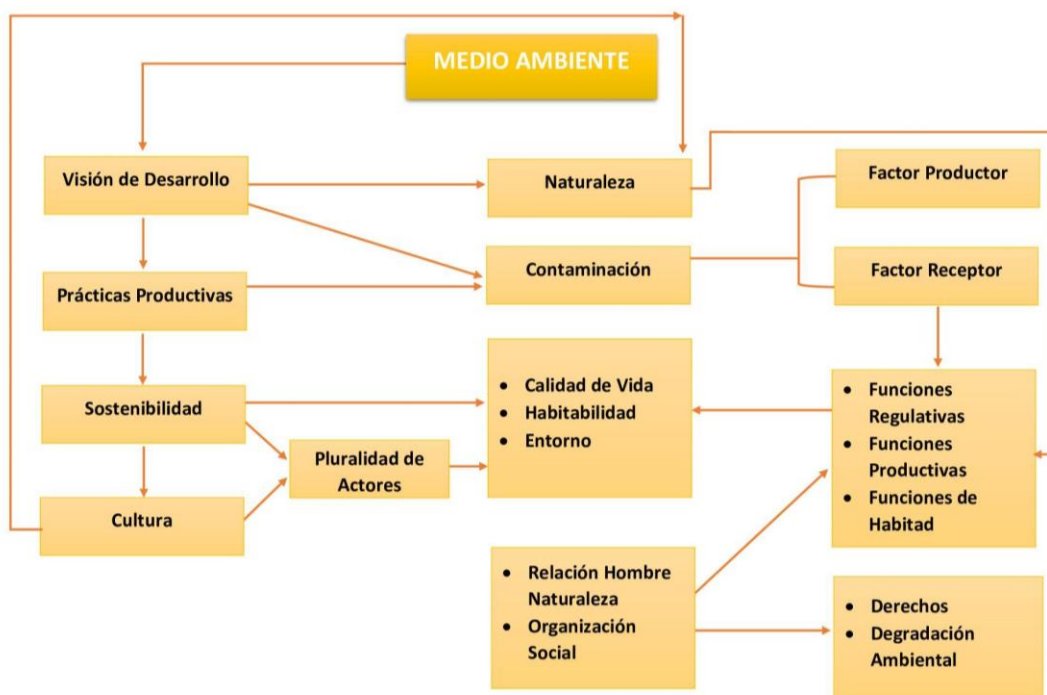 MEDIO AMBIENTE
Visión de Desarrollo
Naturaleza
Factor Productor
Contaminación
Factor Receptor
Prácticas Productivas
• Calidad de Vida
• Habitabilidad
• Entorno
• Funciones
Regulativas
• Funciones
Productivas
• Funciones de
Habitad
Sostenibilidad
Pluralidad de
Actores
Cultura
• Relación Hombre
Naturaleza
• Organización
Social
• Derechos
• Degradación
Ambiental